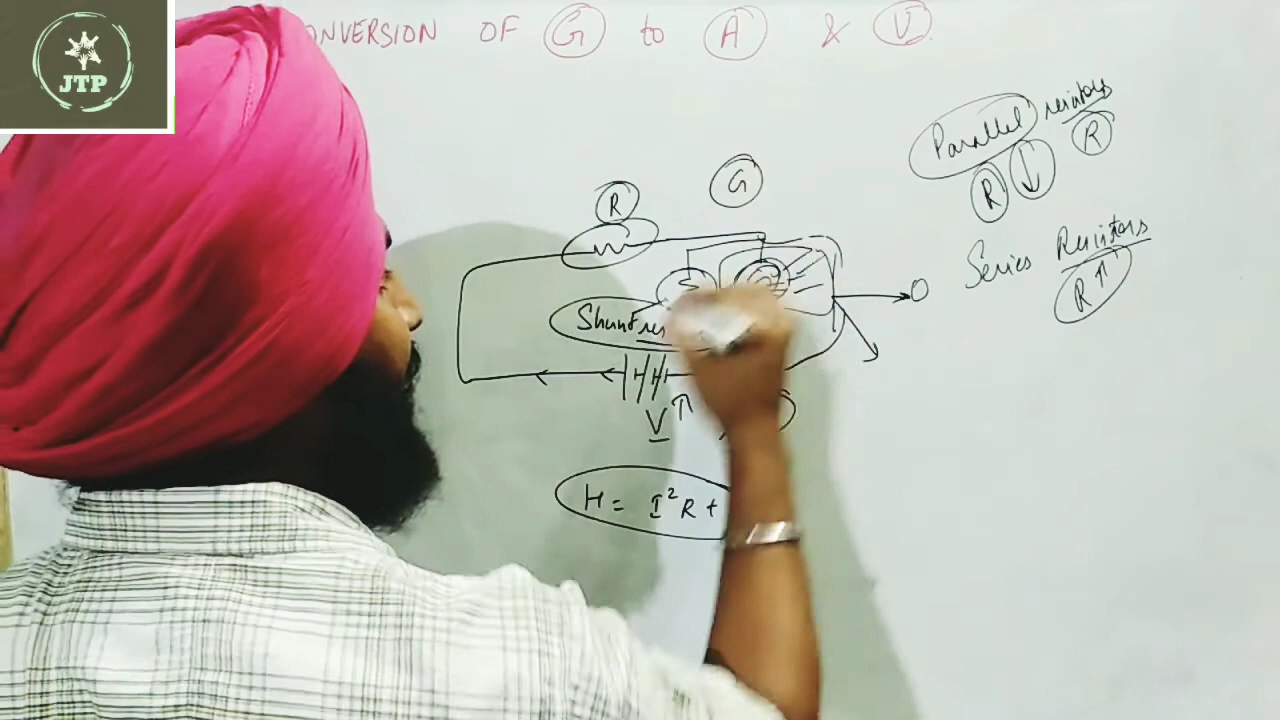 JTP
ONVERSION OF G to A & V
Parallel resistors
R ↓ R
Series Resistors
R ↑
R
G
Shunt
V ↑
H = I²R t